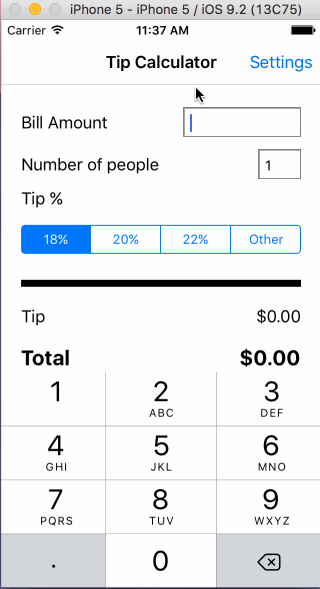 iPhone 5 - iPhone 5 / iOS 9.2 (13C75)
Carrier 11:37 AM
Tip Calculator Settings
Bill Amount
Number of people 1
Tip %
18% 20% 22% Other
Tip $0.00
Total $0.00
1 2 3
ABC DEF
4 5 6
GHI JKL MNO
7 8 9
PQRS TUV WXYZ
. 0